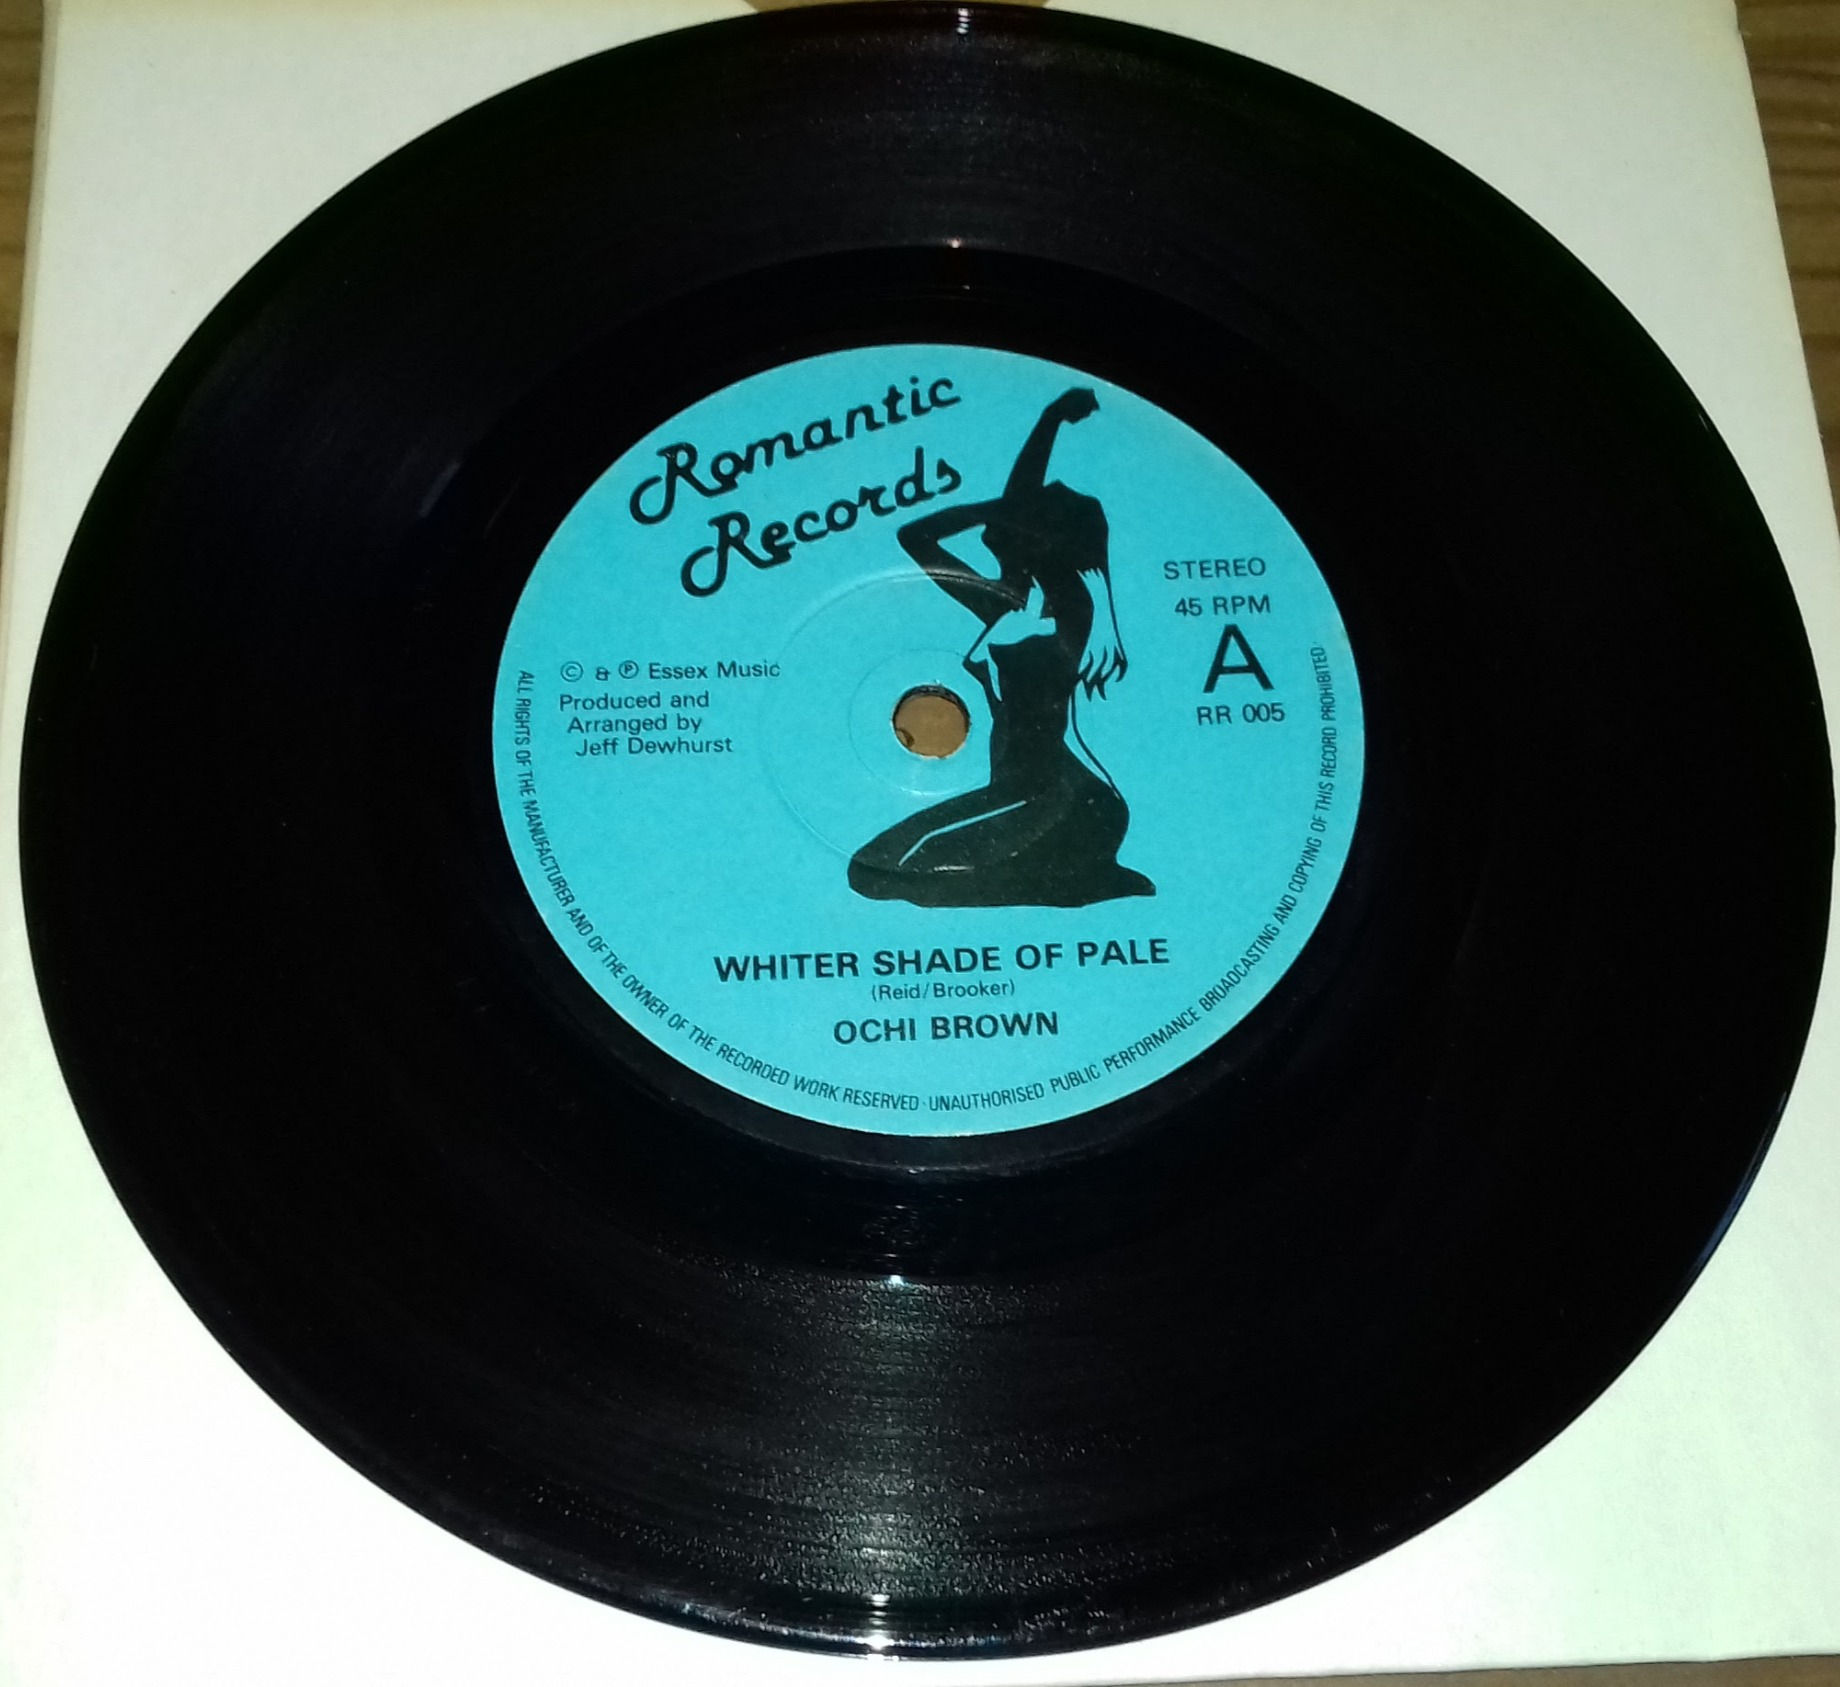 Romantic
Records
STEREO
45 RPM
A
RR 005
© & ℗ Essex Music
Produced and
Arranged by
Jeff Dewhurst
WHITER SHADE OF PALE
(Reid/Brooker)
OCHI BROWN
ALL RIGHTS OF THE MANUFACTURER AND OF THE OWNER OF THE RECORDED WORK RESERVED · UNAUTHORISED PUBLIC PERFORMANCE BROADCASTING AND COPYING OF THIS RECORD PROHIBITED·